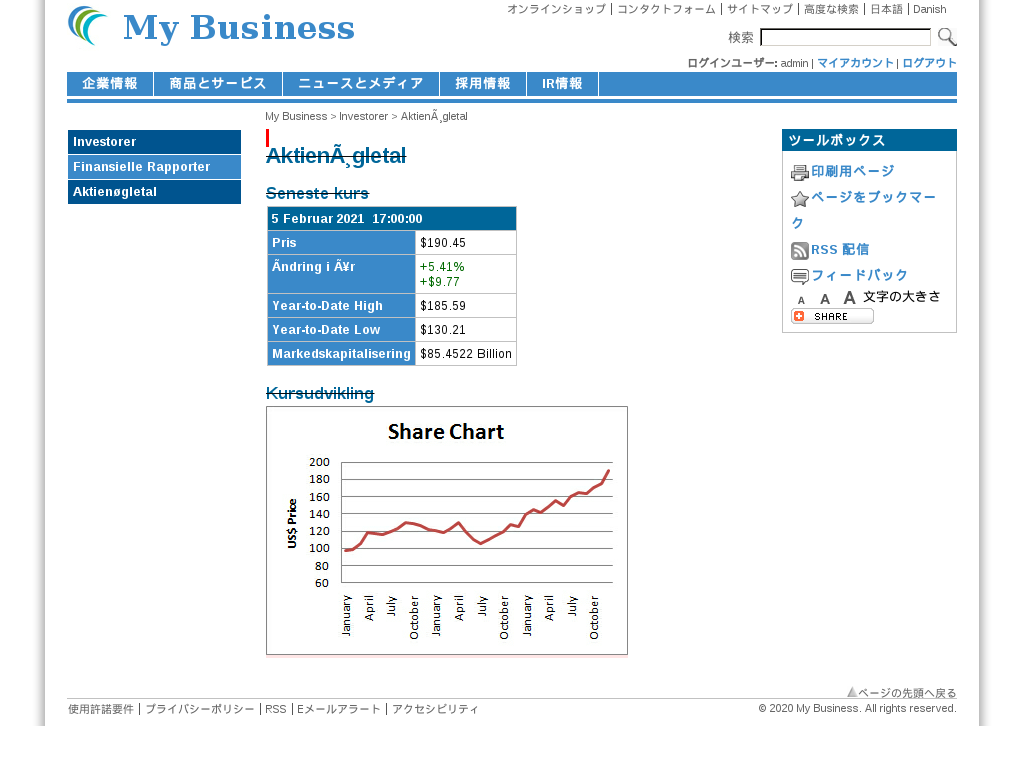 オンラインショップ | コンタクトフォーム | サイトマップ | 高度な検索 | 日本語 | Danish
My Business
検索
ログインユーザー: admin | マイアカウント | ログアウト
企業情報 商品とサービス ニュースとメディア 採用情報 IR情報
My Business > Investorer > AktienÃ¸gletal
Investorer
Finansielle Rapporter
Aktienøgletal
AktienÃ¸gletal
Seneste kurs
5 Februar 2021 17:00:00
Pris $190.45
Ãndring i Ã¥r +5.41%
+$9.77
Year-to-Date High $185.59
Year-to-Date Low $130.21
Markedskapitalisering $85.4522 Billion
Kursudvikling
Share Chart
US$ Price
200
180
160
140
120
100
80
60
January April July October January April July October January April July October
ツールボックス
印刷用ページ
ページをブックマー
ク
RSS 配信
フィードバック
A A A 文字の大きさ
SHARE
ページの先頭へ戻る
使用許諾要件 | プライバシーポリシー | RSS | Eメールアラート | アクセシビリティ
© 2020 My Business. All rights reserved.